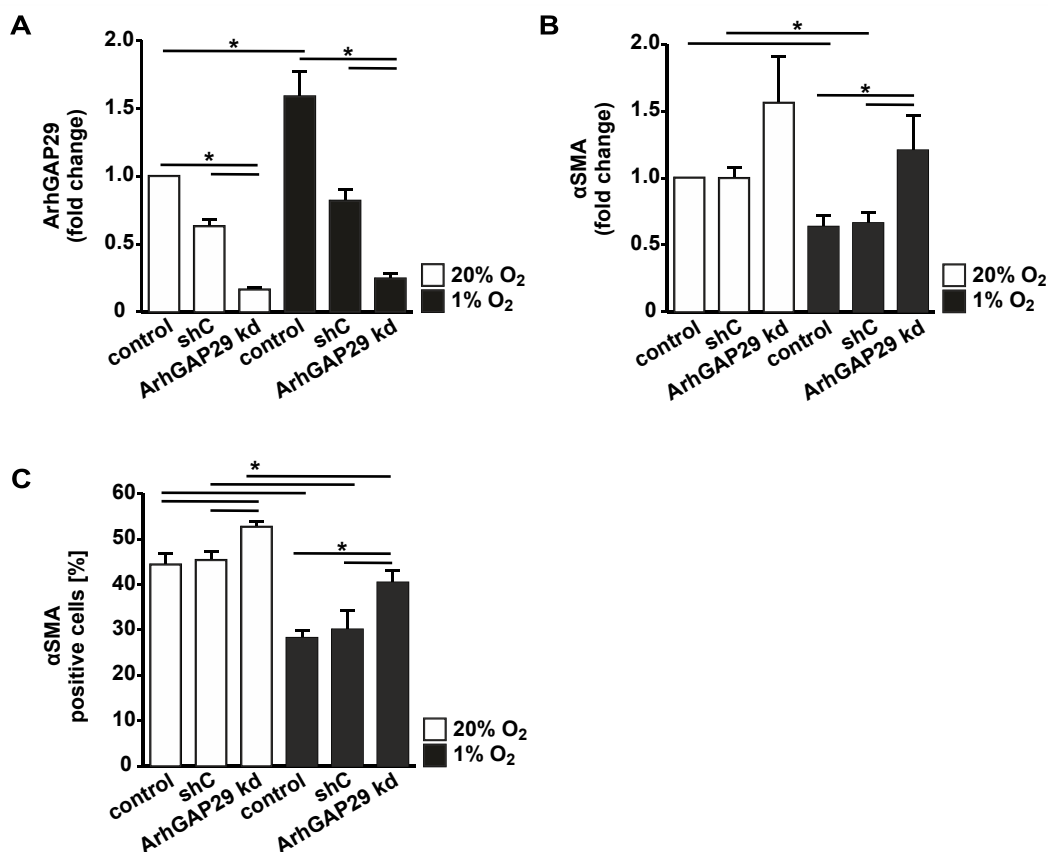 A
ArhGAP29
(fold change)
2.0
1.5
1.0
0.5
0
*
*
*
control
shC
ArhGAP29 kd
control
shC
ArhGAP29 kd
20% O₂
1% O₂
B
αSMA
(fold change)
2.0
1.5
1.0
0.5
0
*
*
control
shC
ArhGAP29 kd
control
shC
ArhGAP29 kd
20% O₂
1% O₂
C
αSMA
positive cells [%]
60
50
40
30
20
10
0
*
*
control
shC
ArhGAP29 kd
control
shC
ArhGAP29 kd
20% O₂
1% O₂